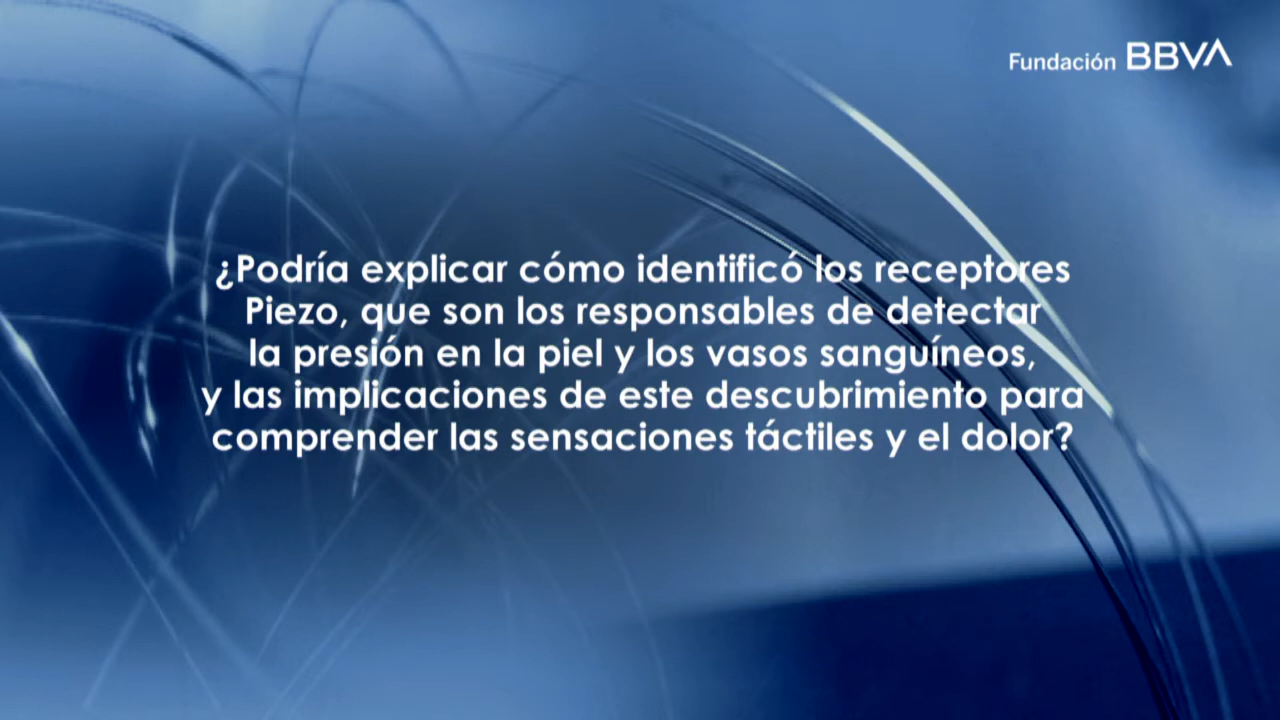 Fundación BBVA
¿Podría explicar cómo identificó los receptores
Piezo, que son los responsables de detectar
la presión en la piel y los vasos sanguíneos,
y las implicaciones de este descubrimiento para
comprender las sensaciones táctiles y el dolor?